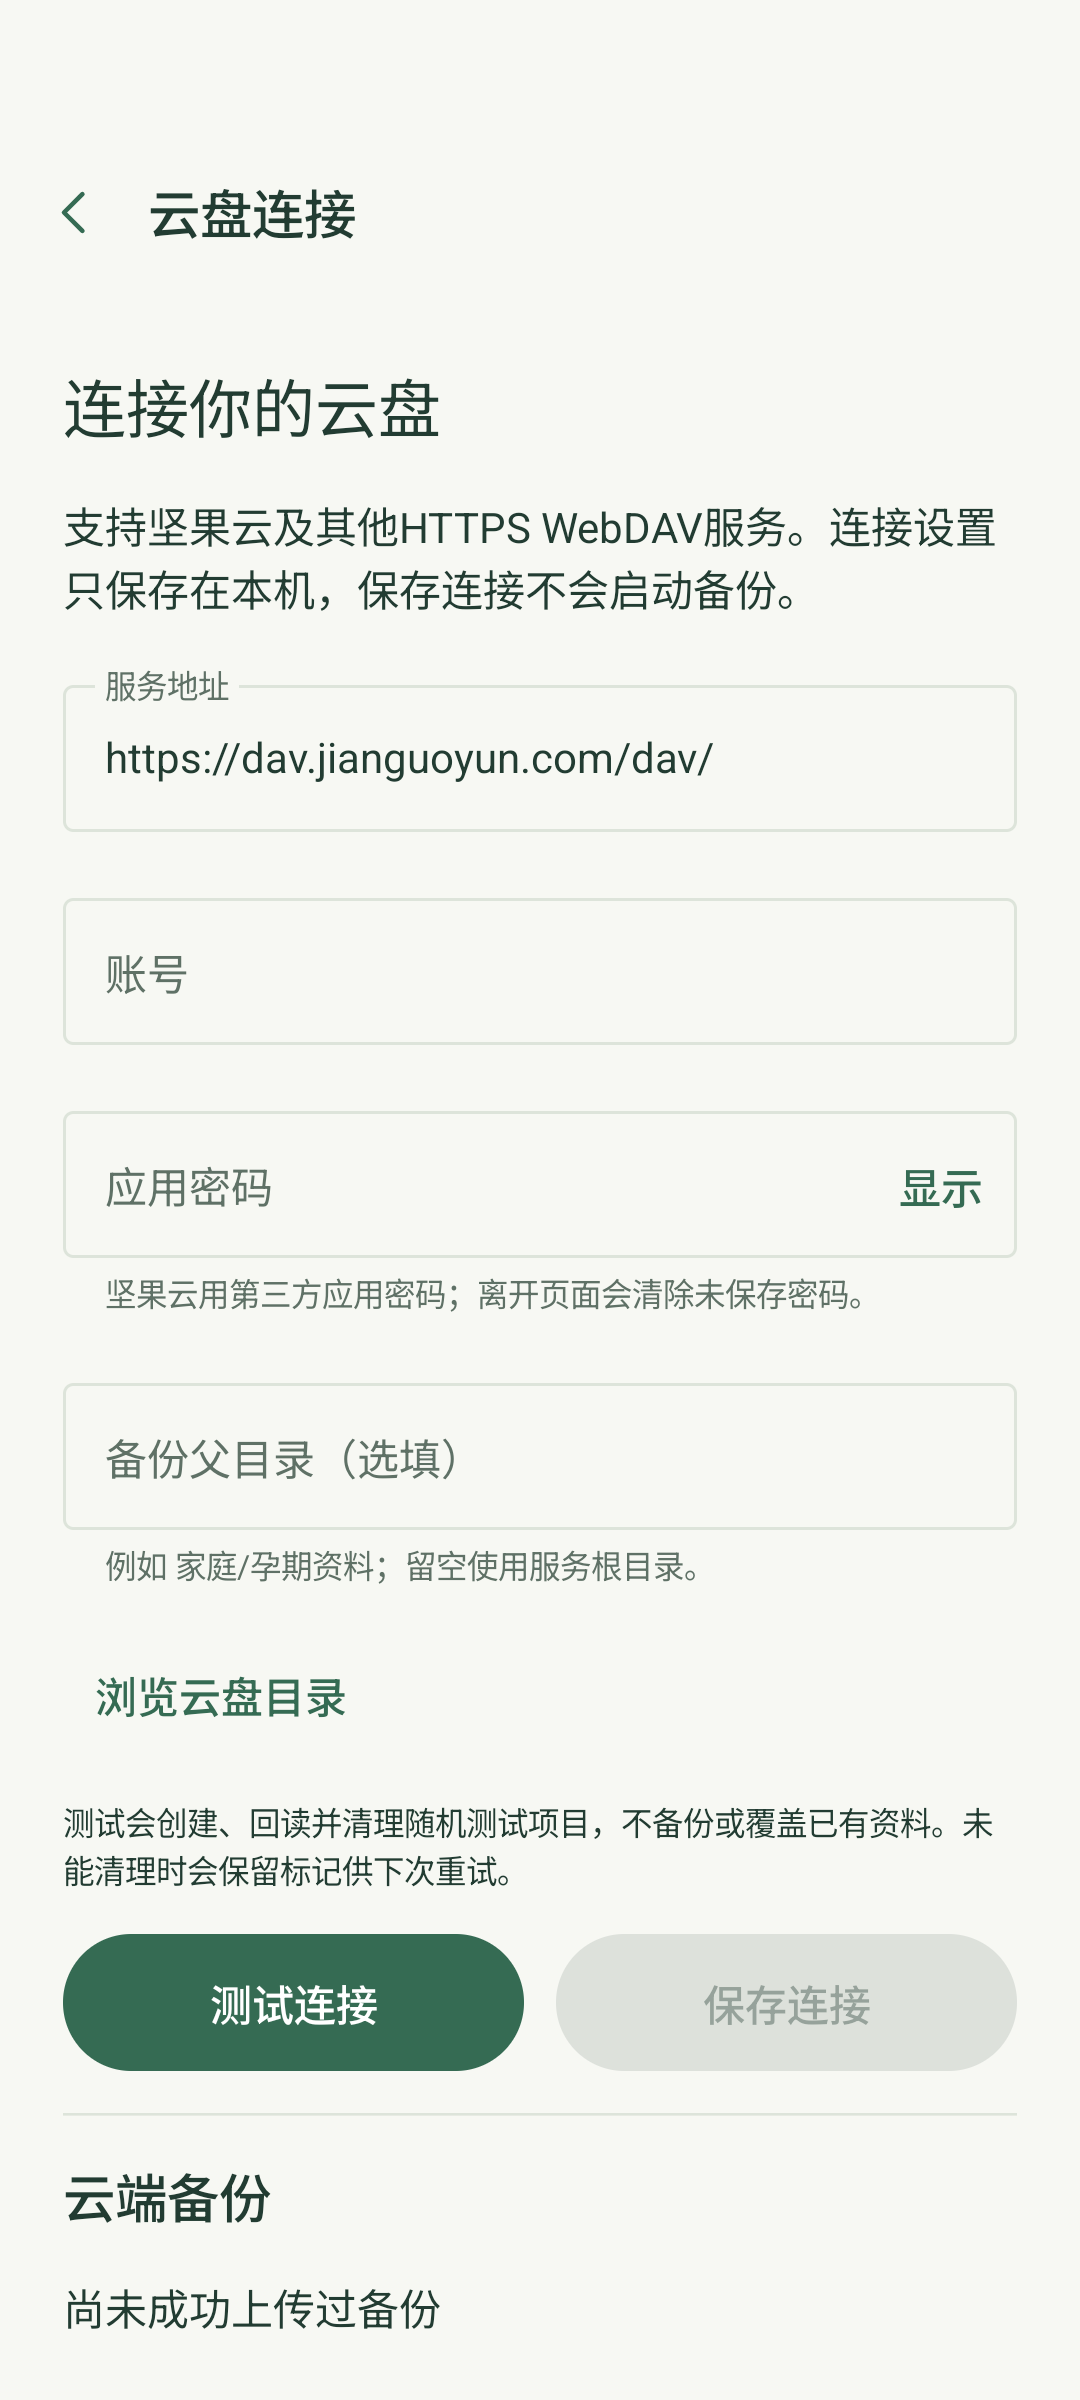 云盘连接
连接你的云盘
支持坚果云及其他HTTPS WebDAV服务。连接设置
只保存在本机，保存连接不会启动备份。
服务地址
https://dav.jianguoyun.com/dav/
账号
应用密码
显示
坚果云用第三方应用密码；离开页面会清除未保存密码。
备份父目录（选填）
例如 家庭/孕期资料；留空使用服务根目录。
浏览云盘目录
测试会创建、回读并清理随机测试项目，不备份或覆盖已有资料。未
能清理时会保留标记供下次重试。
测试连接
保存连接
云端备份
尚未成功上传过备份